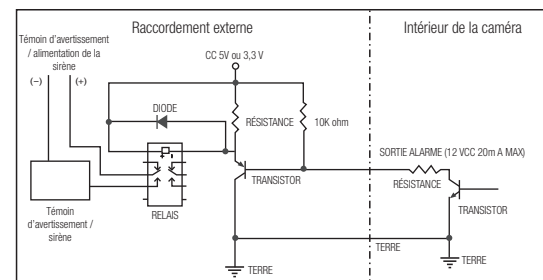 Raccordement externe
Intérieur de la caméra
Témoin d'avertissement
/ alimentation de la
sirène
(−) (+)
CC 5V ou 3,3 V
DIODE
RÉSISTANCE
10K ohm
SORTIE ALARME (12 VCC 20m A MAX)
RÉSISTANCE
TRANSISTOR
TRANSISTOR
RELAIS
Témoin
d'avertissement /
sirène
TERRE
TERRE
TERRE